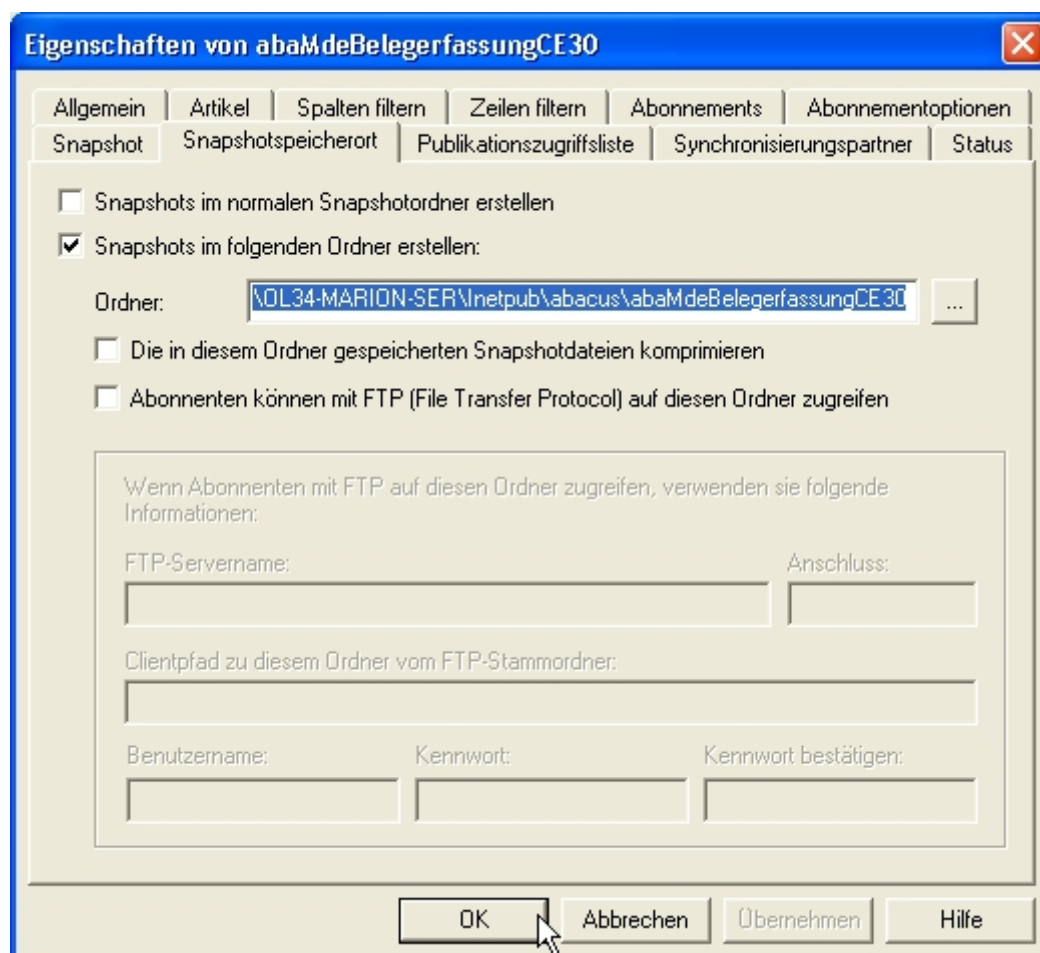 Eigenschaften von abaMdeBelegerfassungCE30
Allgemein Artikel Spalten filtern Zeilen filtern Abonnements Abonnementoptionen
Snapshot Snapshotspeicherort Publikationszugriffsliste Synchronisierungspartner Status
Snapshots im normalen Snapshotordner erstellen
Snapshots im folgenden Ordner erstellen:
Ordner: \OL34-MARION-SER\Inetpub\abacus\abaMdeBelegerfassungCE30 ...
Die in diesem Ordner gespeicherten Snapshotdateien komprimieren
Abonnenten können mit FTP (File Transfer Protocol) auf diesen Ordner zugreifen
Wenn Abonnenten mit FTP auf diesen Ordner zugreifen, verwenden sie folgende
Informationen:
FTP-Servername: Anschluss:
Clientpfad zu diesem Ordner vom FTP-Stammordner:
Benutzername: Kennwort: Kennwort bestätigen:
OK Abbrechen Übernehmen Hilfe